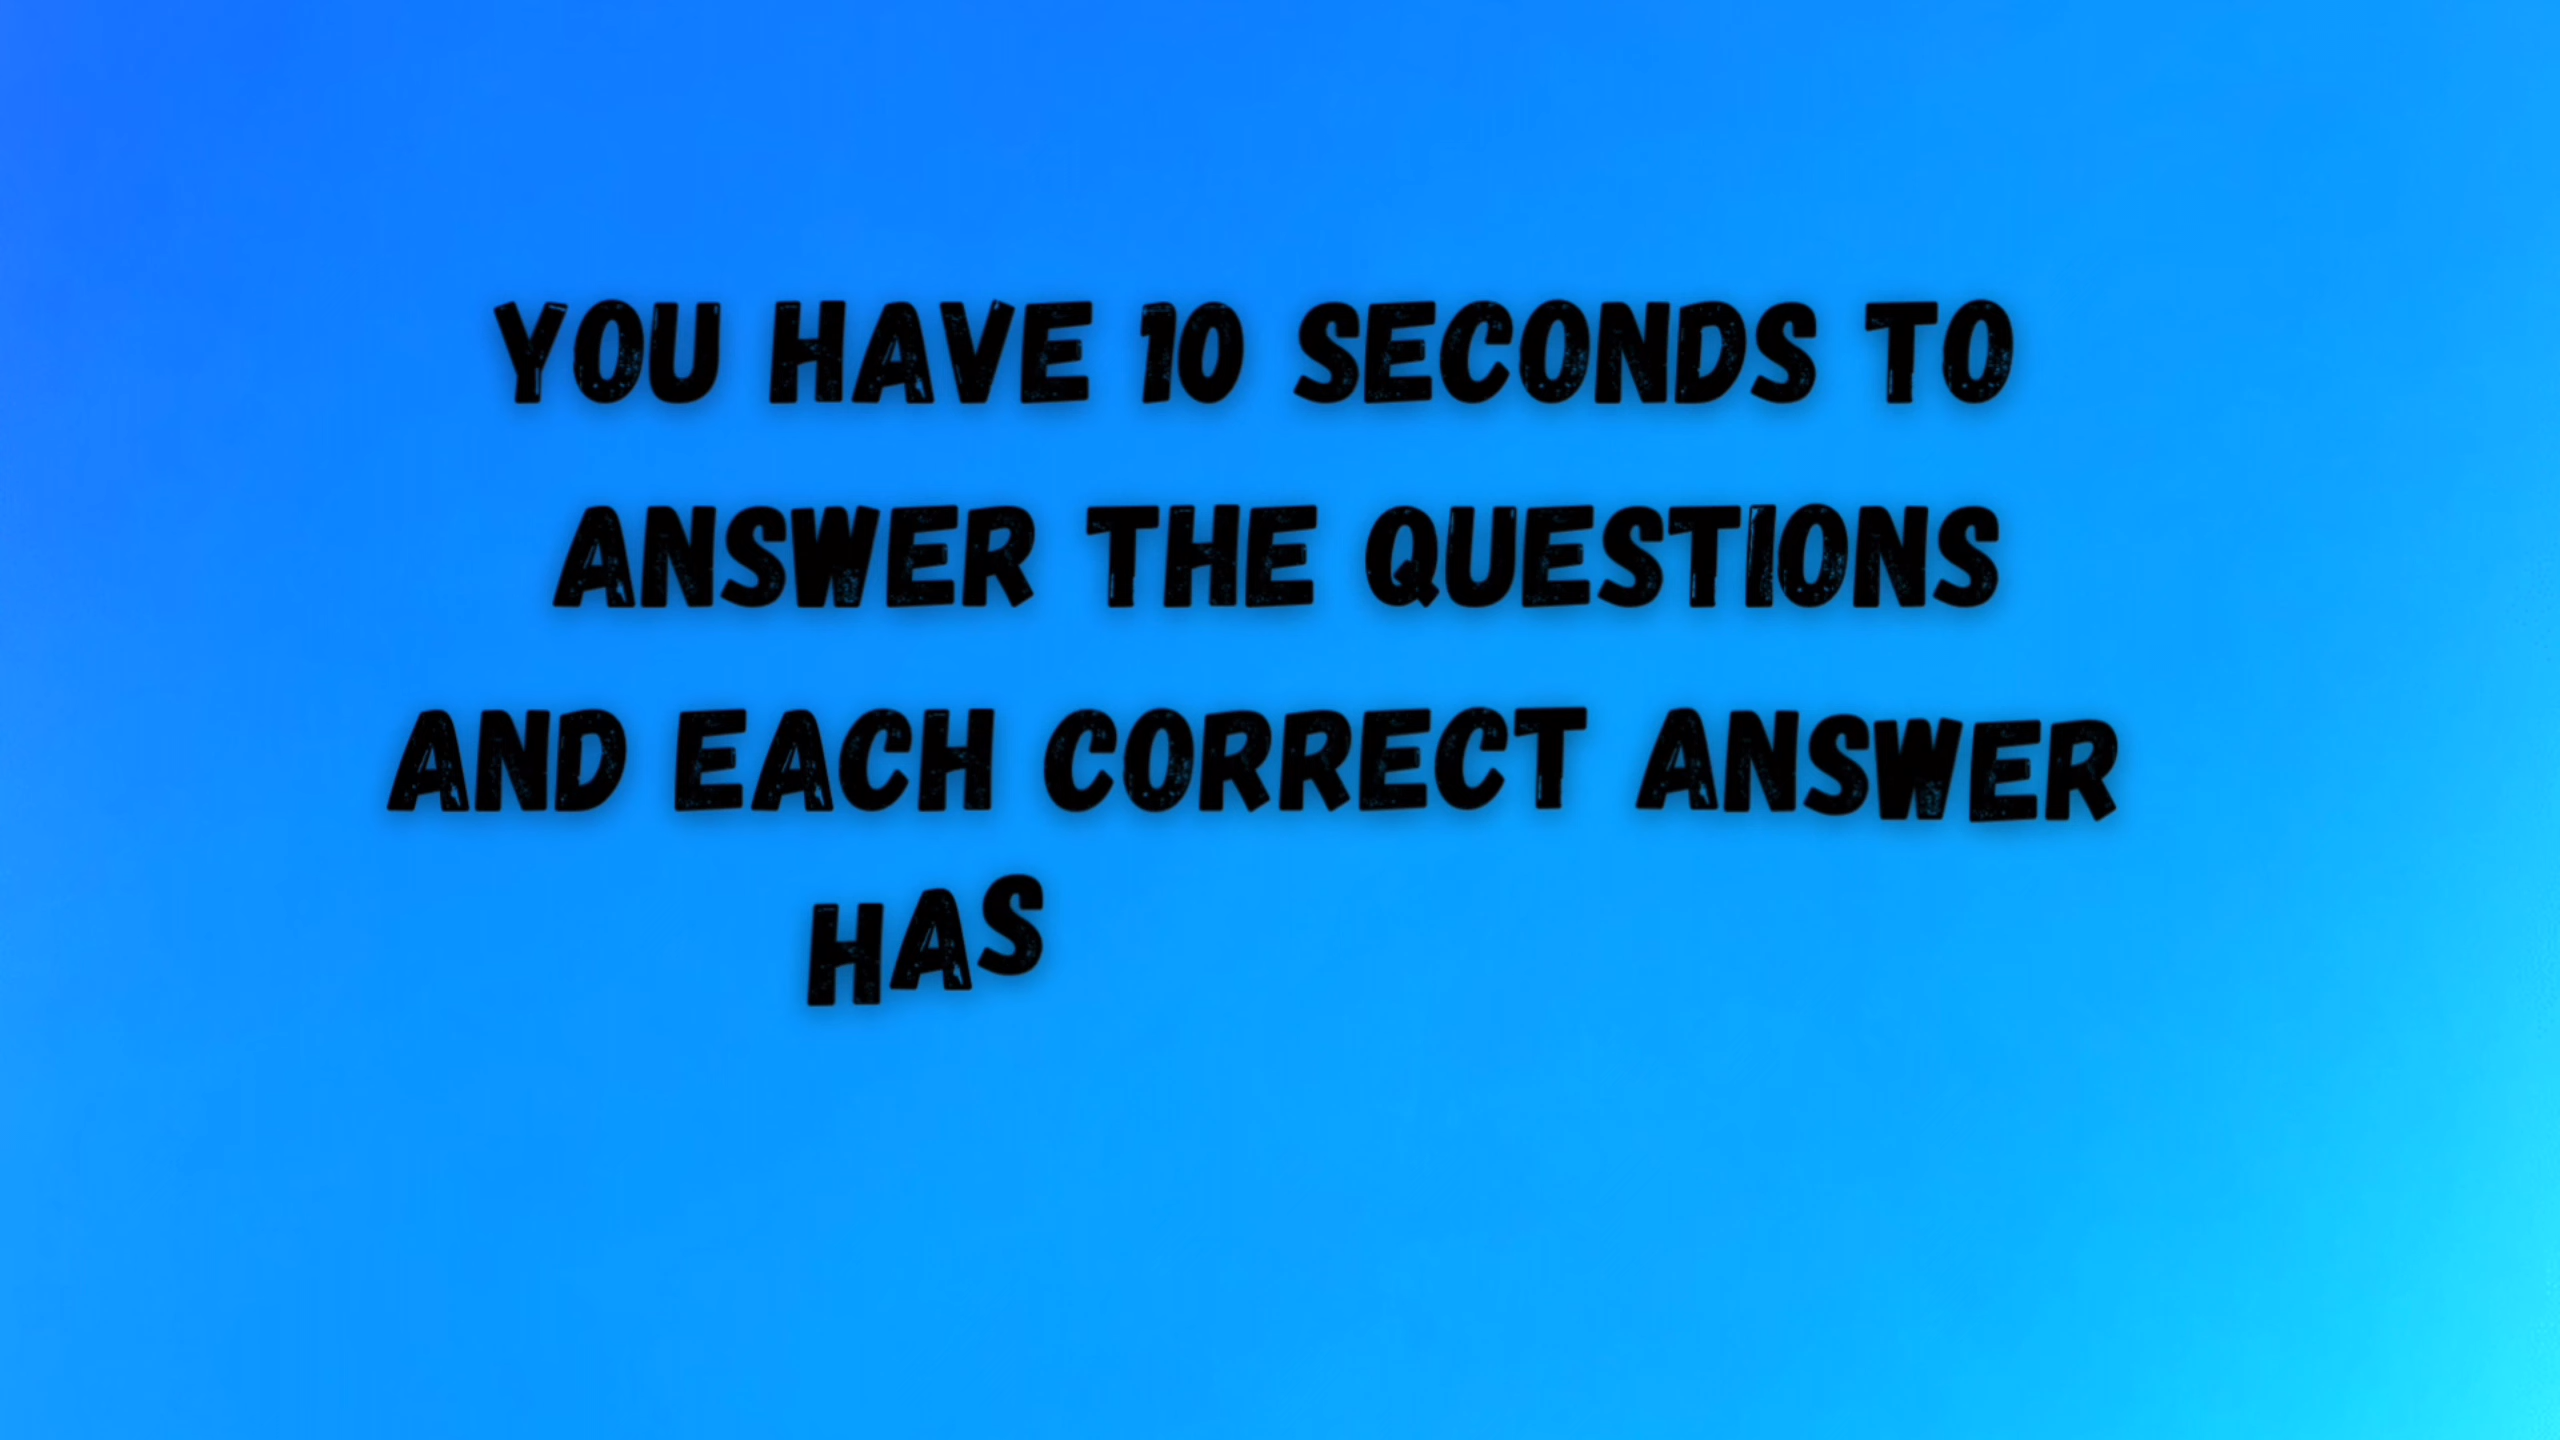 YOU HAVE 10 SECONDS TO
ANSWER THE QUESTIONS
AND EACH CORRECT ANSWER
HAS